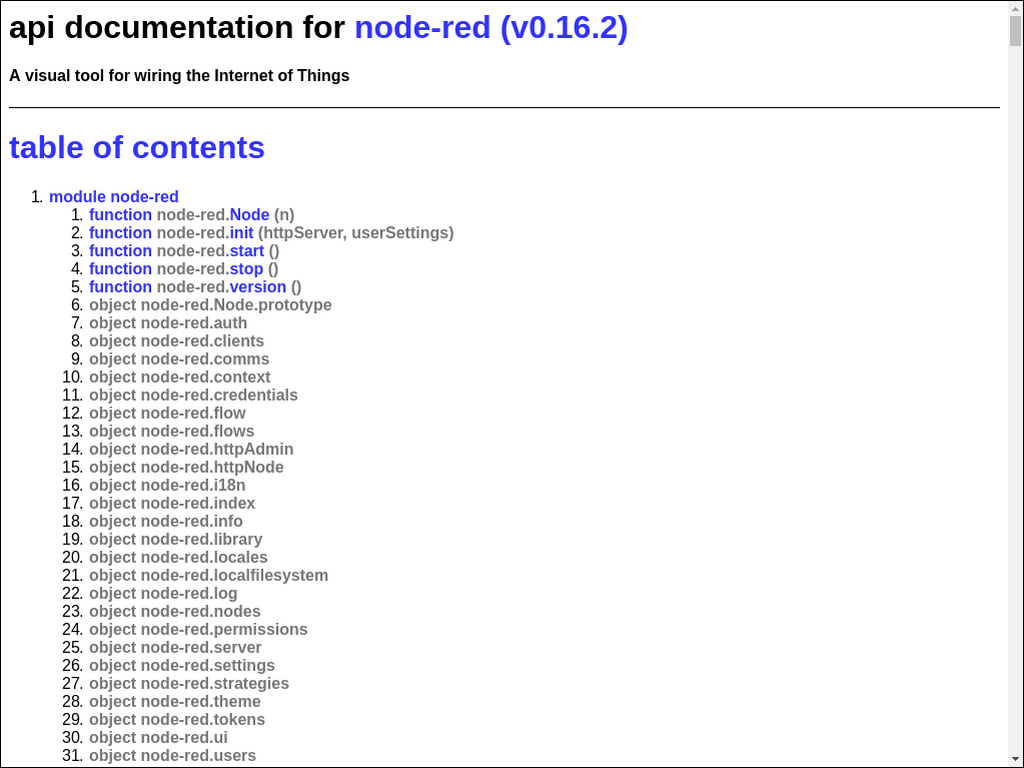 api documentation for node-red (v0.16.2)
A visual tool for wiring the Internet of Things
table of contents
1. module node-red
1. function node-red.Node (n)
2. function node-red.init (httpServer, userSettings)
3. function node-red.start ()
4. function node-red.stop ()
5. function node-red.version ()
6. object node-red.Node.prototype
7. object node-red.auth
8. object node-red.clients
9. object node-red.comms
10. object node-red.context
11. object node-red.credentials
12. object node-red.flow
13. object node-red.flows
14. object node-red.httpAdmin
15. object node-red.httpNode
16. object node-red.i18n
17. object node-red.index
18. object node-red.info
19. object node-red.library
20. object node-red.locales
21. object node-red.localfilesystem
22. object node-red.log
23. object node-red.nodes
24. object node-red.permissions
25. object node-red.server
26. object node-red.settings
27. object node-red.strategies
28. object node-red.theme
29. object node-red.tokens
30. object node-red.ui
31. object node-red.users